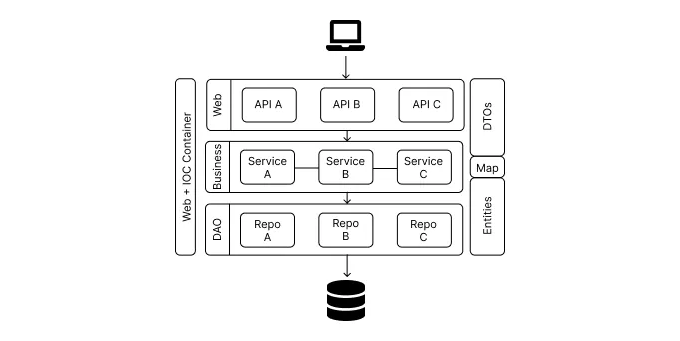 Web + IOC Container
Web
API A
API B
API C
Business
Service
A
Service
B
Service
C
DAO
Repo
A
Repo
B
Repo
C
DTOs
Map
Entities